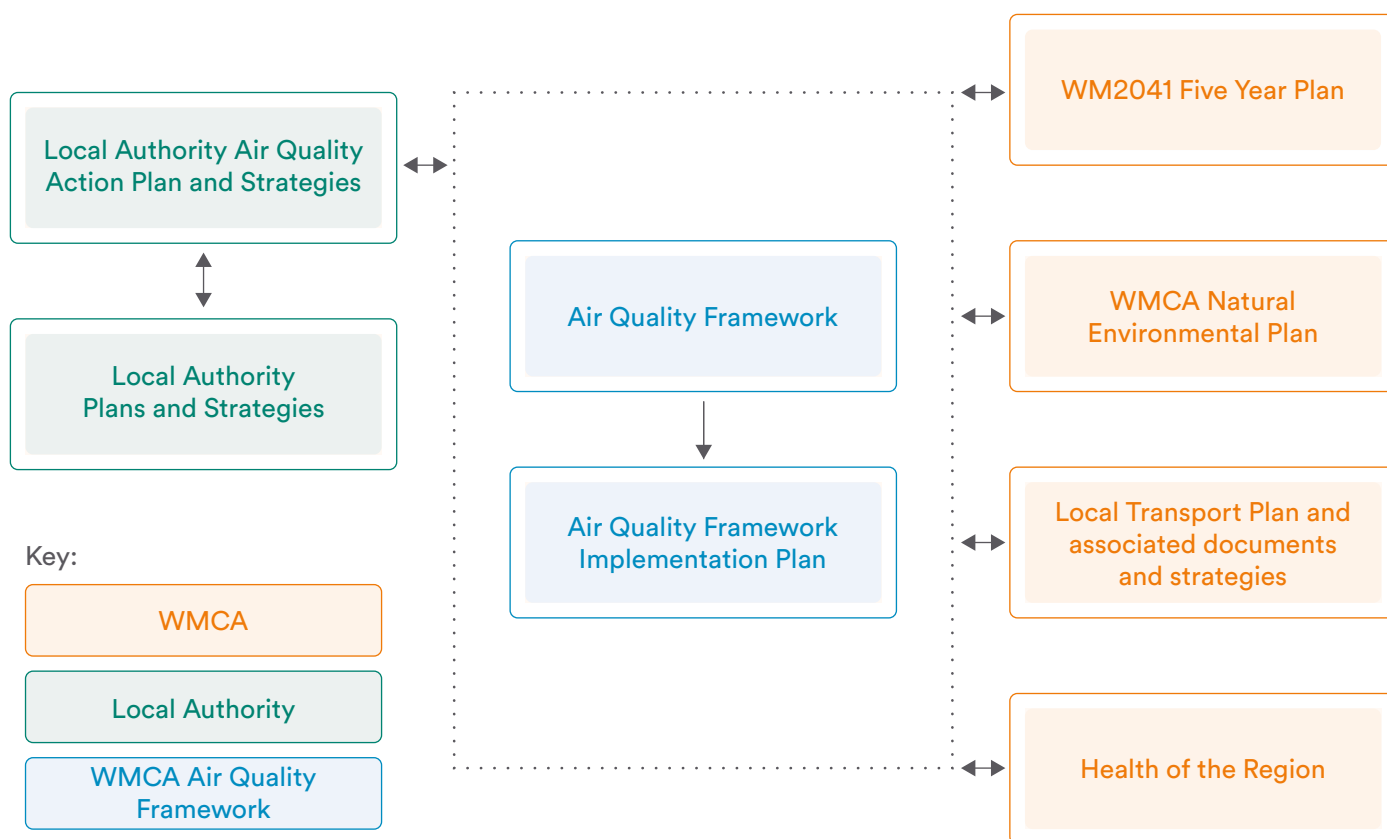 Local Authority Air Quality
Action Plan and Strategies
Local Authority
Plans and Strategies
Key:
WMCA
Local Authority
WMCA Air Quality
Framework
Air Quality Framework
Air Quality Framework
Implementation Plan
WM2041 Five Year Plan
WMCA Natural
Environmental Plan
Local Transport Plan and
associated documents
and strategies
Health of the Region